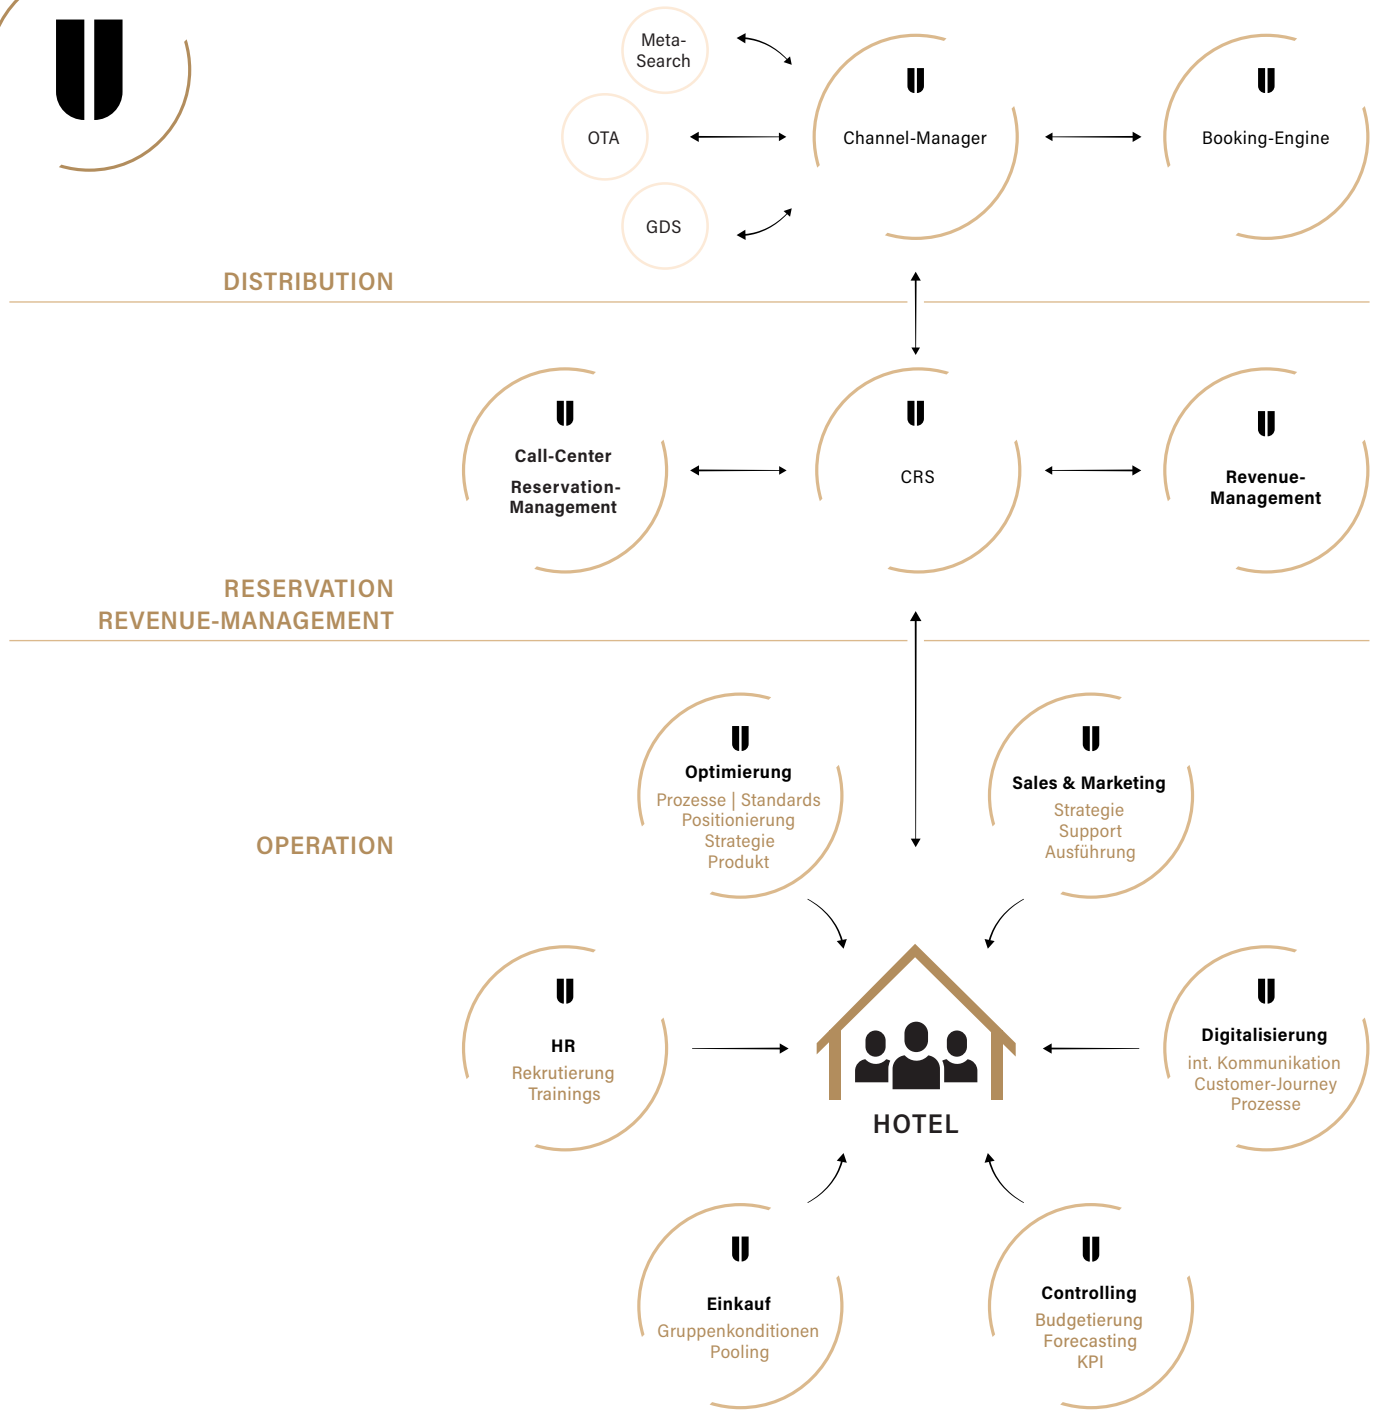 Meta-
Search
OTA
GDS
Channel-Manager
Booking-Engine
DISTRIBUTION
Call-Center
Reservation-
Management
CRS
Revenue-
Management
RESERVATION
REVENUE-MANAGEMENT
OPERATION
Optimierung
Prozesse | Standards
Positionierung
Strategie
Produkt
Sales & Marketing
Strategie
Support
Ausführung
HR
Rekrutierung
Trainings
HOTEL
Digitalisierung
int. Kommunikation
Customer-Journey
Prozesse
Einkauf
Gruppenkonditionen
Pooling
Controlling
Budgetierung
Forecasting
KPI